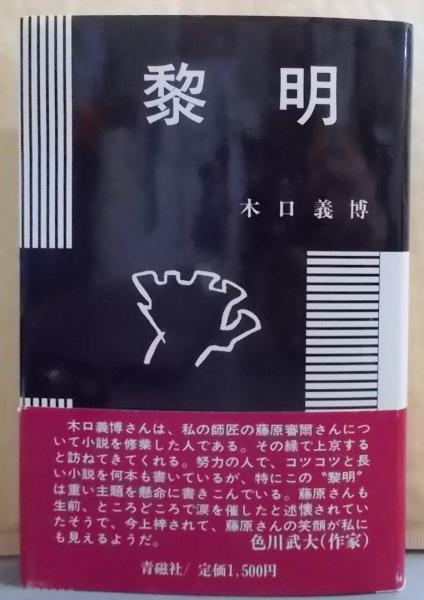 黎明
木口義博
木口義博さんは、私の師匠の藤原審爾さんにつ
いて小説を修業した人である。その縁で上京する
と訪ねてきてくれる。努力の人で、コツコツと長
い小説を何本も書いているが、特にこの〝黎明〟
は重い主題を懸命に書きこんでいる。藤原さんも
生前、ところどころで涙を催したと述懐されてい
たそうで、今上梓されて、藤原さんの笑顔が私に
も見えるようだ。 色川武大(作家)
青磁社/定価1,500円